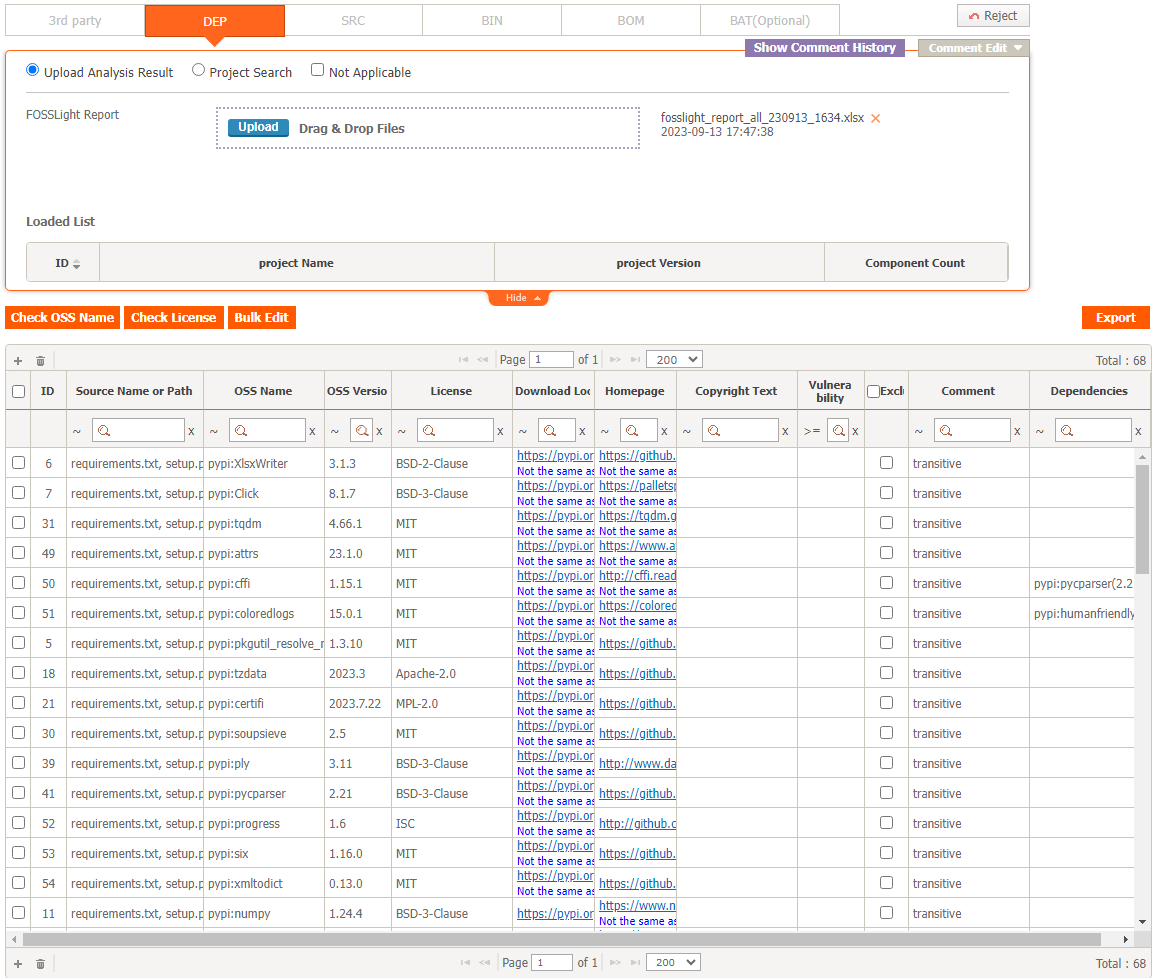 3rd party DEP SRC BIN BOM BAT(Optional) Reject
Show Comment History Comment Edit
Upload Analysis Result Project Search Not Applicable
FOSSLight Report Upload Drag & Drop Files fosslight_report_all_230913_1634.xlsx
2023-09-13 17:47:38
Loaded List
ID project Name project Version Component Count
Hide
Check OSS Name Check License Bulk Edit Export
Page 1 of 1 200 Total : 68
ID Source Name or Path OSS Name OSS Versio License Download Loc Homepage Copyright Text Vulnera
bility Exclu Comment Dependencies
~ x ~ x ~ x ~ x ~ x ~ x ~ x >= x ~ x ~ x
6 requirements.txt, setup.p pypi:XlsxWriter 3.1.3 BSD-2-Clause https://pypi.or https://github. transitive
Not the same as Not the same as
7 requirements.txt, setup.p pypi:Click 8.1.7 BSD-3-Clause https://pypi.or https://palletsp transitive
Not the same as Not the same as
31 requirements.txt, setup.p pypi:tqdm 4.66.1 MIT https://pypi.or https://tqdm.g transitive
Not the same as Not the same as
49 requirements.txt, setup.p pypi:attrs 23.1.0 MIT https://pypi.or https://www.a transitive
Not the same as Not the same as
50 requirements.txt, setup.p pypi:cffi 1.15.1 MIT https://pypi.or http://cffi.read transitive pypi:pycparser(2.2
Not the same as Not the same as
51 requirements.txt, setup.p pypi:coloredlogs 15.0.1 MIT https://pypi.or https://colored transitive pypi:humanfriendly
Not the same as Not the same as
5 requirements.txt, setup.p pypi:pkgutil_resolve_r 1.3.10 MIT https://pypi.or https://github. transitive
Not the same as
18 requirements.txt, setup.p pypi:tzdata 2023.3 Apache-2.0 https://pypi.or https://github. transitive
Not the same as
21 requirements.txt, setup.p pypi:certifi 2023.7.22 MPL-2.0 https://pypi.or https://github. transitive
Not the same as
30 requirements.txt, setup.p pypi:soupsieve 2.5 MIT https://pypi.or https://github. transitive
Not the same as
39 requirements.txt, setup.p pypi:ply 3.11 BSD-3-Clause https://pypi.or http://www.da transitive
Not the same as
41 requirements.txt, setup.p pypi:pycparser 2.21 BSD-3-Clause https://pypi.or https://github. transitive
Not the same as
52 requirements.txt, setup.p pypi:progress 1.6 ISC https://pypi.or http://github.c transitive
Not the same as
53 requirements.txt, setup.p pypi:six 1.16.0 MIT https://pypi.or https://github. transitive
Not the same as
54 requirements.txt, setup.p pypi:xmltodict 0.13.0 MIT https://pypi.or https://github. transitive
Not the same as
11 requirements.txt, setup.p pypi:numpy 1.24.4 BSD-3-Clause https://pypi.or https://www.n transitive
Not the same as
Page 1 of 1 200 Total : 68